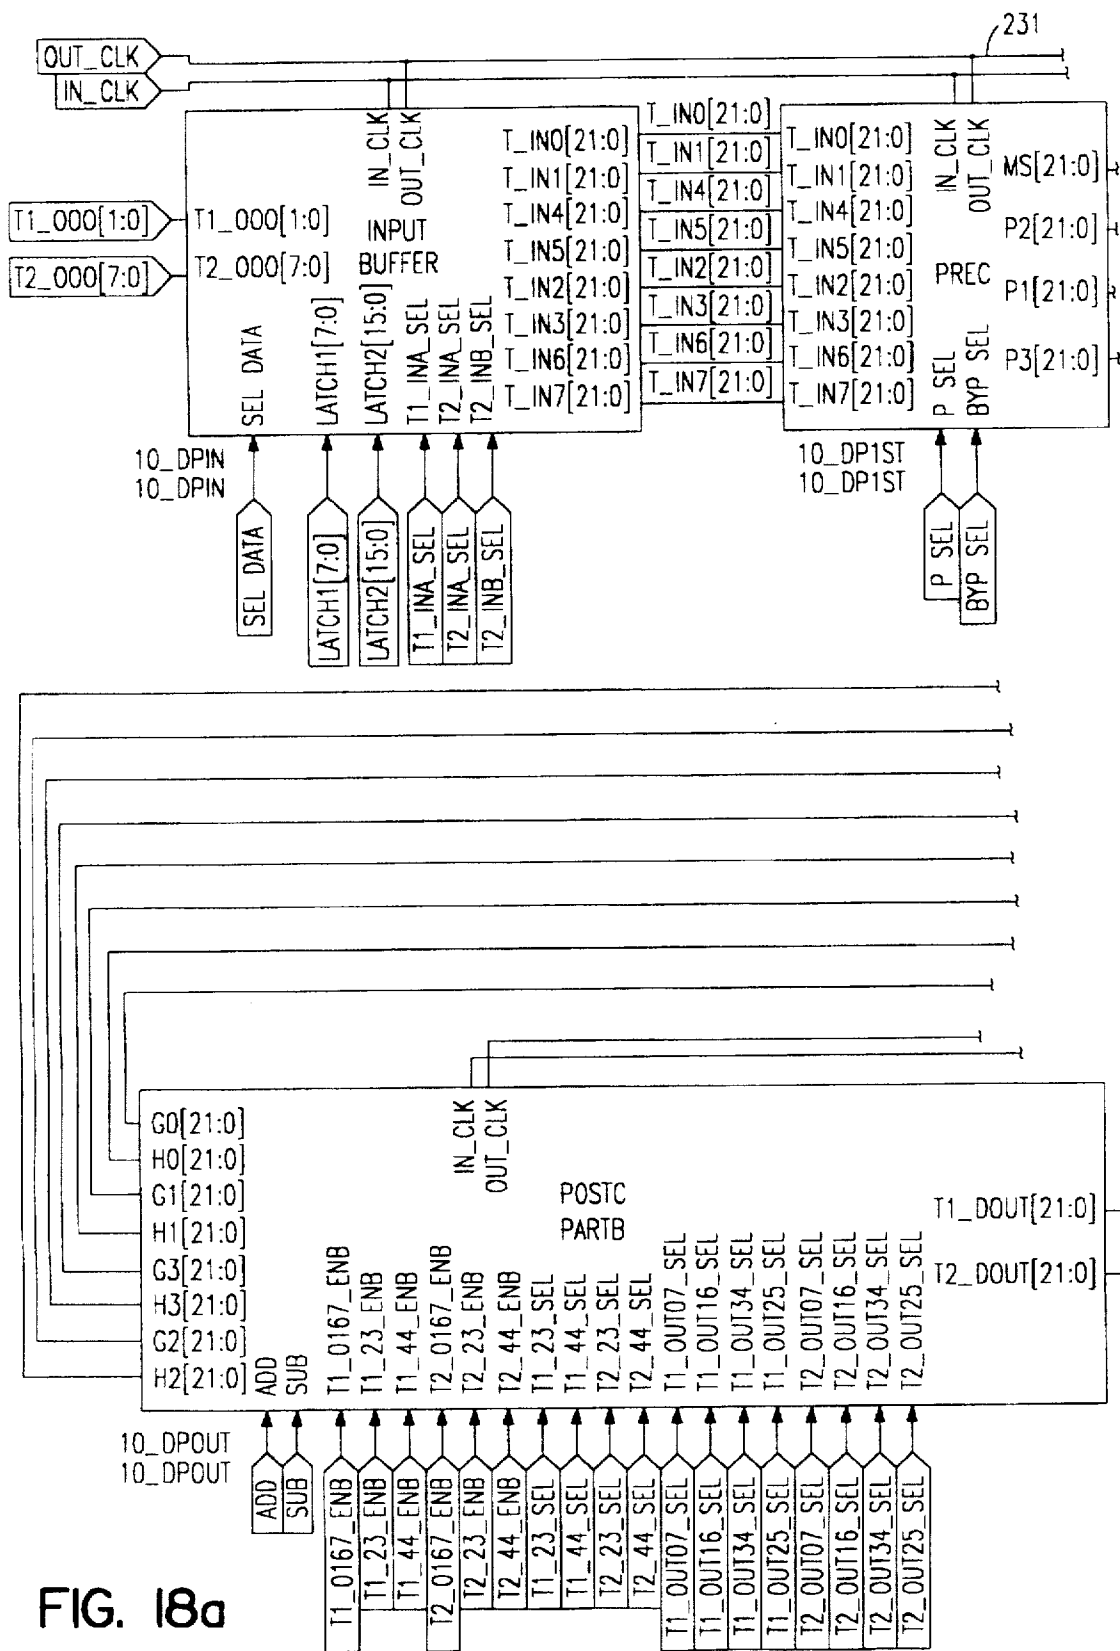 231
OUT_CLK
IN_CLK
T1_000[1:0]
T2_000[7:0]
T1_000[1:0]
T2_000[7:0]
IN_CLK
OUT_CLK
INPUT
BUFFER
SEL DATA
LATCH1[7:0]
LATCH2[15:0]
T1_INA_SEL
T2_INA_SEL
T2_INB_SEL
T_IN0[21:0]
T_IN1[21:0]
T_IN4[21:0]
T_IN5[21:0]
T_IN2[21:0]
T_IN3[21:0]
T_IN6[21:0]
T_IN7[21:0]
T_IN0[21:0]
T_IN1[21:0]
T_IN4[21:0]
T_IN5[21:0]
T_IN2[21:0]
T_IN3[21:0]
T_IN6[21:0]
T_IN7[21:0]
T_IN0[21:0]
T_IN1[21:0]
T_IN4[21:0]
T_IN5[21:0]
T_IN2[21:0]
T_IN3[21:0]
T_IN6[21:0]
T_IN7[21:0]
IN_CLK
OUT_CLK
PREC
P SEL
BYP SEL
MS[21:0]
P2[21:0]
P1[21:0]
P3[21:0]
10_DPIN
10_DPIN
10_DP1ST
10_DP1ST
SEL DATA
LATCH1[7:0]
LATCH2[15:0]
T1_INA_SEL
T2_INA_SEL
T2_INB_SEL
P SEL
BYP SEL
G0[21:0]
H0[21:0]
G1[21:0]
H1[21:0]
G3[21:0]
H3[21:0]
G2[21:0]
H2[21:0]
IN_CLK
OUT_CLK
POSTC
PARTB
T1_DOUT[21:0]
T2_DOUT[21:0]
ADD
SUB
T1_0167_ENB
T1_23_ENB
T1_44_ENB
T2_0167_ENB
T2_23_ENB
T2_44_ENB
T1_23_SEL
T1_44_SEL
T2_23_SEL
T2_44_SEL
T1_OUT07_SEL
T1_OUT16_SEL
T1_OUT34_SEL
T1_OUT25_SEL
T2_OUT07_SEL
T2_OUT16_SEL
T2_OUT34_SEL
T2_OUT25_SEL
10_DPOUT
10_DPOUT
ADD
SUB
T1_0167_ENB
T1_23_ENB
T1_44_ENB
T2_0167_ENB
T2_23_ENB
T2_44_ENB
T1_23_SEL
T1_44_SEL
T2_23_SEL
T2_44_SEL
T1_OUT07_SEL
T1_OUT16_SEL
T1_OUT34_SEL
T1_OUT25_SEL
T2_OUT07_SEL
T2_OUT16_SEL
T2_OUT34_SEL
T2_OUT25_SEL
FIG. 18a